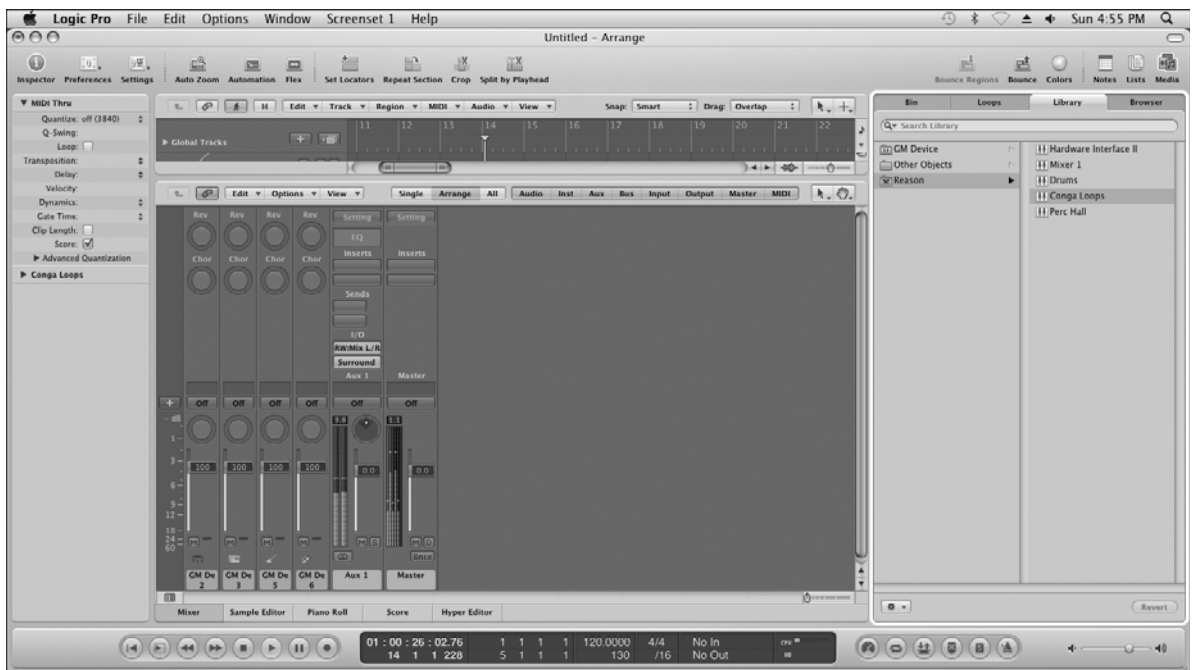 Logic Pro File Edit Options Window Screenset 1 Help Sun 4:55 PM
Untitled – Arrange
Inspector Preferences Settings Auto Zoom Automation Flex Set Locators Repeat Section Crop Split by Playhead Bounce Regions Bounce Colors Notes Lists Media
MIDI Thru
Quantize: off (3840)
Q-Swing:
Loop:
Transposition:
Delay:
Velocity:
Dynamics:
Gate Time:
Clip Length:
Score:
Advanced Quantization
Conga Loops
H Edit Track Region MIDI Audio View Snap: Smart Drag: Overlap
11 12 13 14 15 16 17 18 19 20 21 22
Global Tracks
Edit Options View Single Arrange All Audio Inst Aux Bus Input Output Master MIDI
Rev Rev Rev Rev Setting Setting
EQ
Chor Chor Chor Chor Inserts Inserts
Sends
I/O
RW:Mix L/R
Surround
Aux 1 Master
Off Off Off Off Off Off
dB
1
3
6
9
12
18
24
60
100 100 100 100 0.0 0.0
M M M M M S M D
Bnce
GM De GM De GM De GM De Aux 1 Master
2 3 5 6
Mixer Sample Editor Piano Roll Score Hyper Editor
Bin Loops Library Browser
Search Library
GM Device
Other Objects
Reason
Hardware Interface II
Mixer 1
Drums
Conga Loops
Perc Hall
Revert
01 : 00 : 26 : 02.76 1 1 1 1 120.0000 4/4 No In CPU
14 1 1 228 5 1 1 1 130 /16 No Out